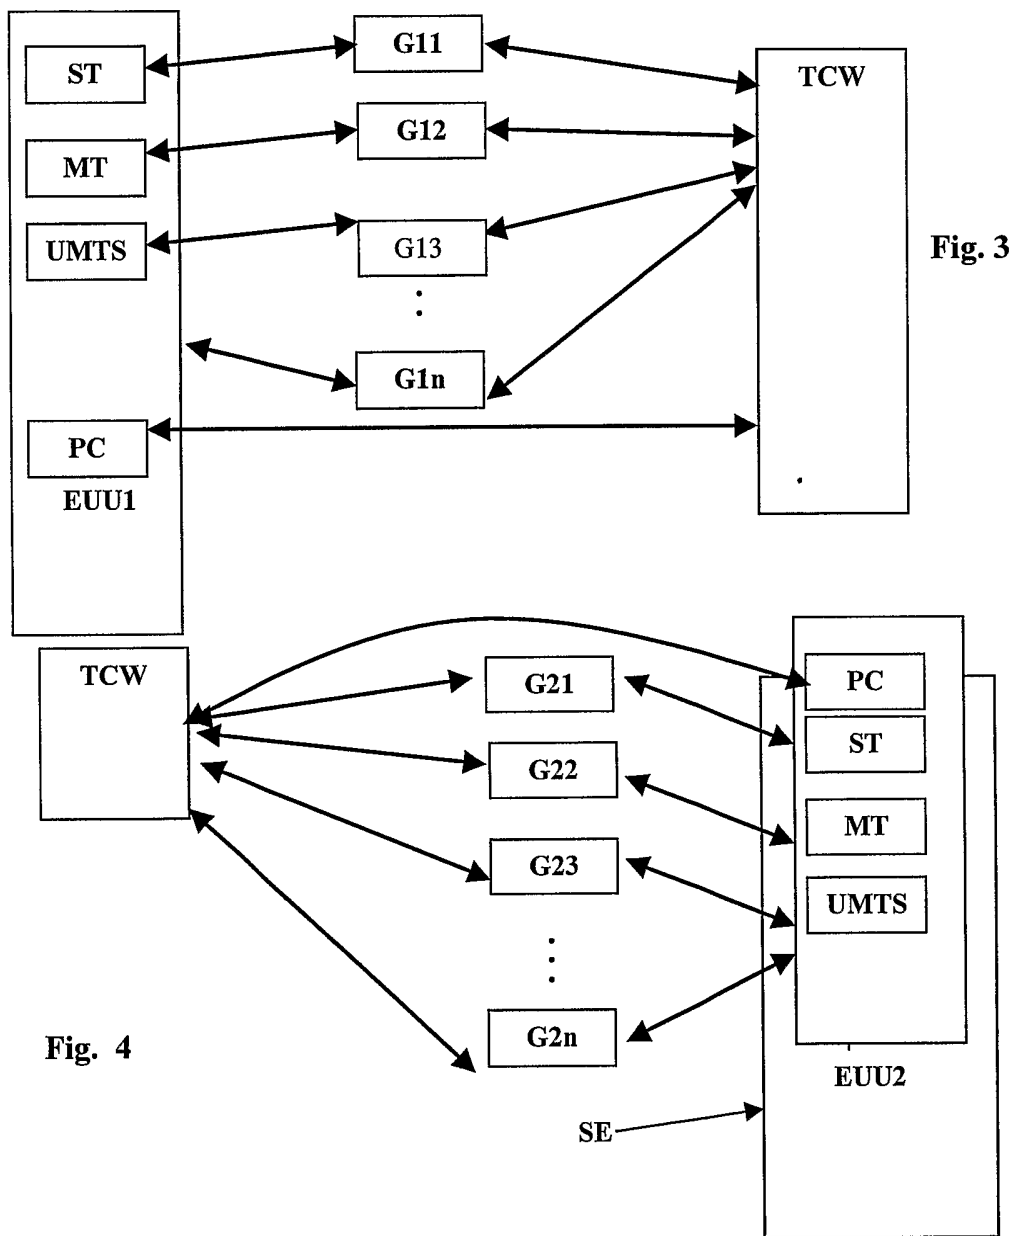 G11
ST
TCW
G12
MT
UMTS
G13
Fig. 3
G1n
PC
EUU1
TCW
G21
PC
ST
G22
MT
G23
UMTS
G2n
Fig. 4
EUU2
SE